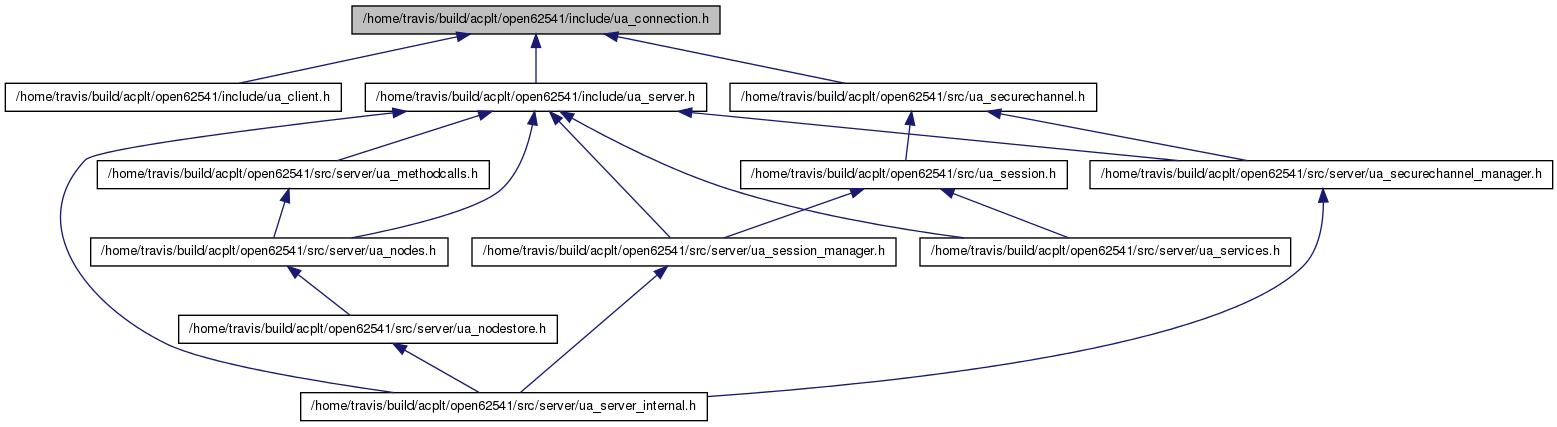 /home/travis/build/acplt/open62541/include/ua_connection.h
/home/travis/build/acplt/open62541/include/ua_client.h
/home/travis/build/acplt/open62541/include/ua_server.h
/home/travis/build/acplt/open62541/src/ua_securechannel.h
/home/travis/build/acplt/open62541/src/server/ua_methodcalls.h
/home/travis/build/acplt/open62541/src/ua_session.h
/home/travis/build/acplt/open62541/src/server/ua_securechannel_manager.h
/home/travis/build/acplt/open62541/src/server/ua_nodes.h
/home/travis/build/acplt/open62541/src/server/ua_session_manager.h
/home/travis/build/acplt/open62541/src/server/ua_services.h
/home/travis/build/acplt/open62541/src/server/ua_nodestore.h
/home/travis/build/acplt/open62541/src/server/ua_server_internal.h